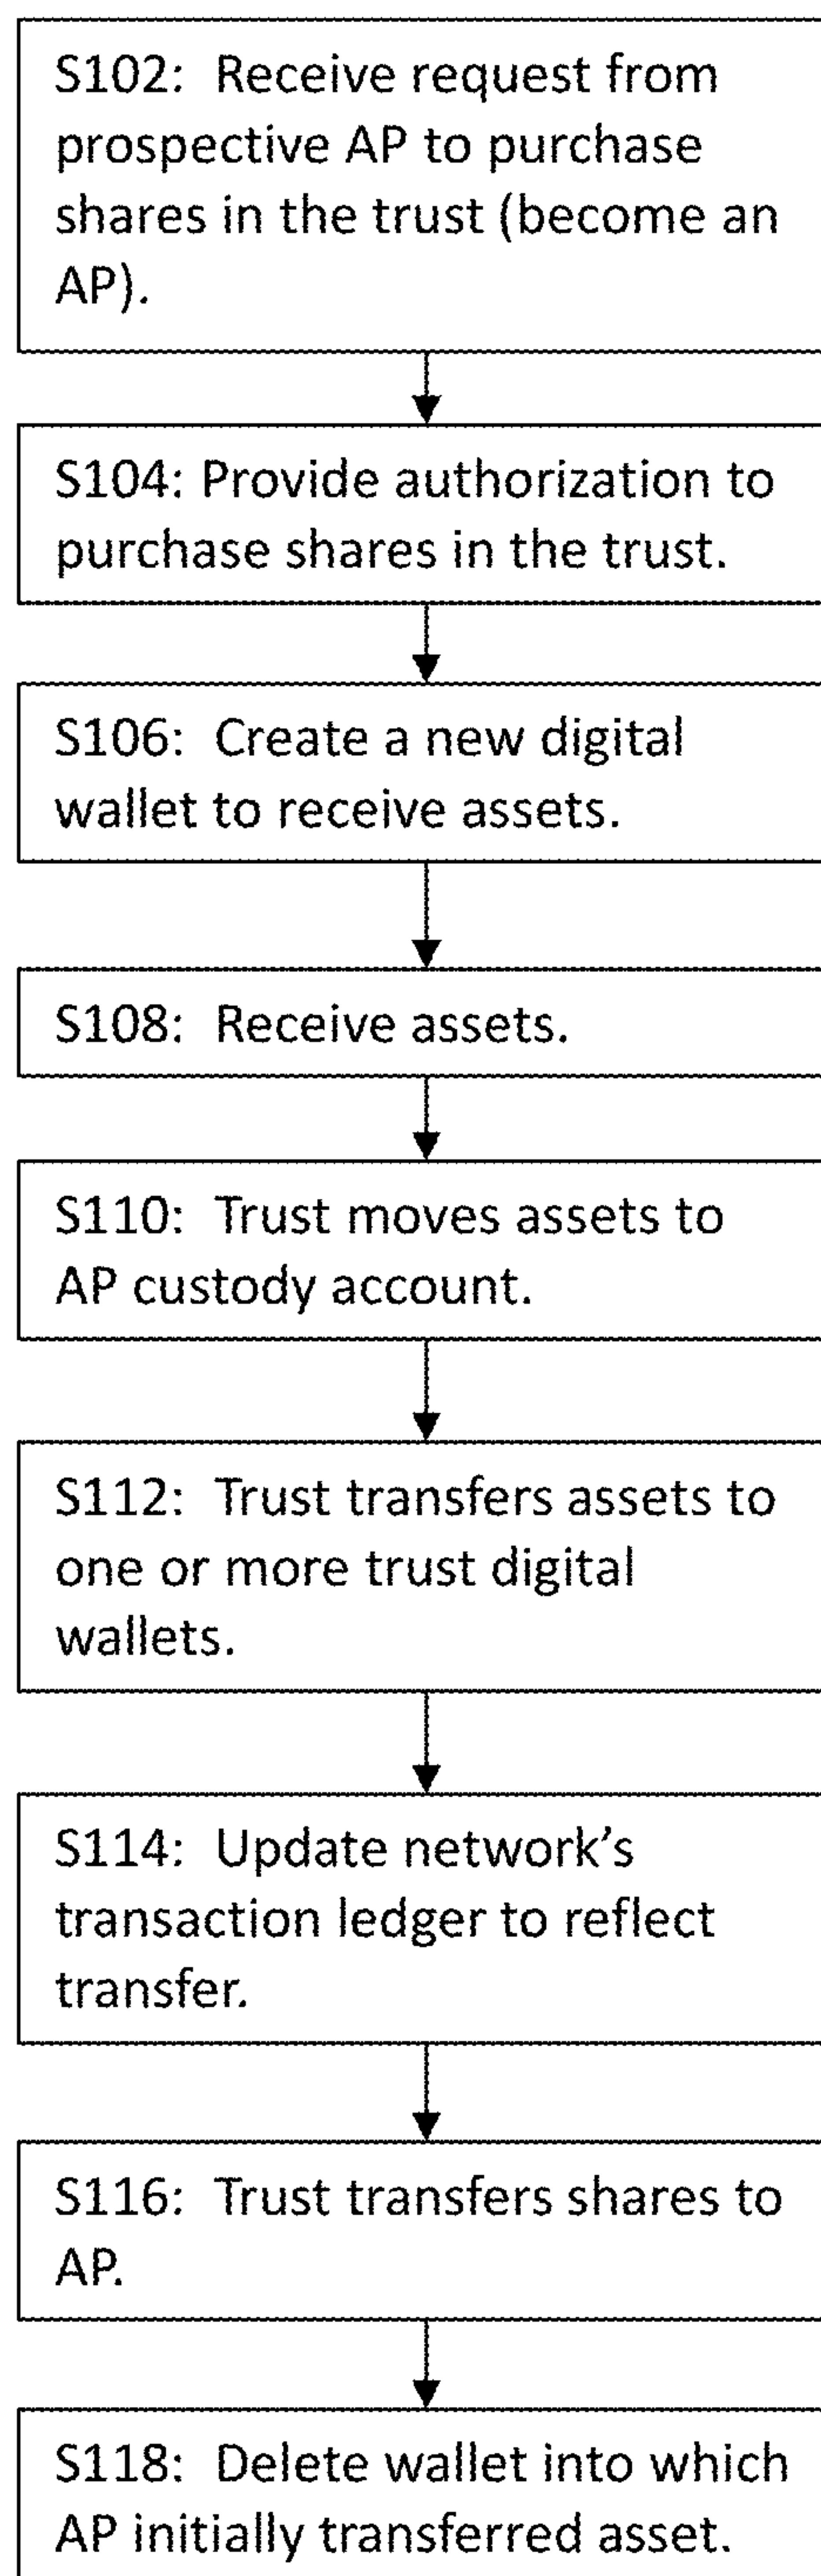 S102: Receive request from
prospective AP to purchase
shares in the trust (become an
AP).
S104: Provide authorization to
purchase shares in the trust.
S106: Create a new digital
wallet to receive assets.
S108: Receive assets.
S110: Trust moves assets to
AP custody account.
S112: Trust transfers assets to
one or more trust digital
wallets.
S114: Update network’s
transaction ledger to reflect
transfer.
S116: Trust transfers shares to
AP.
S118: Delete wallet into which
AP initially transferred asset.